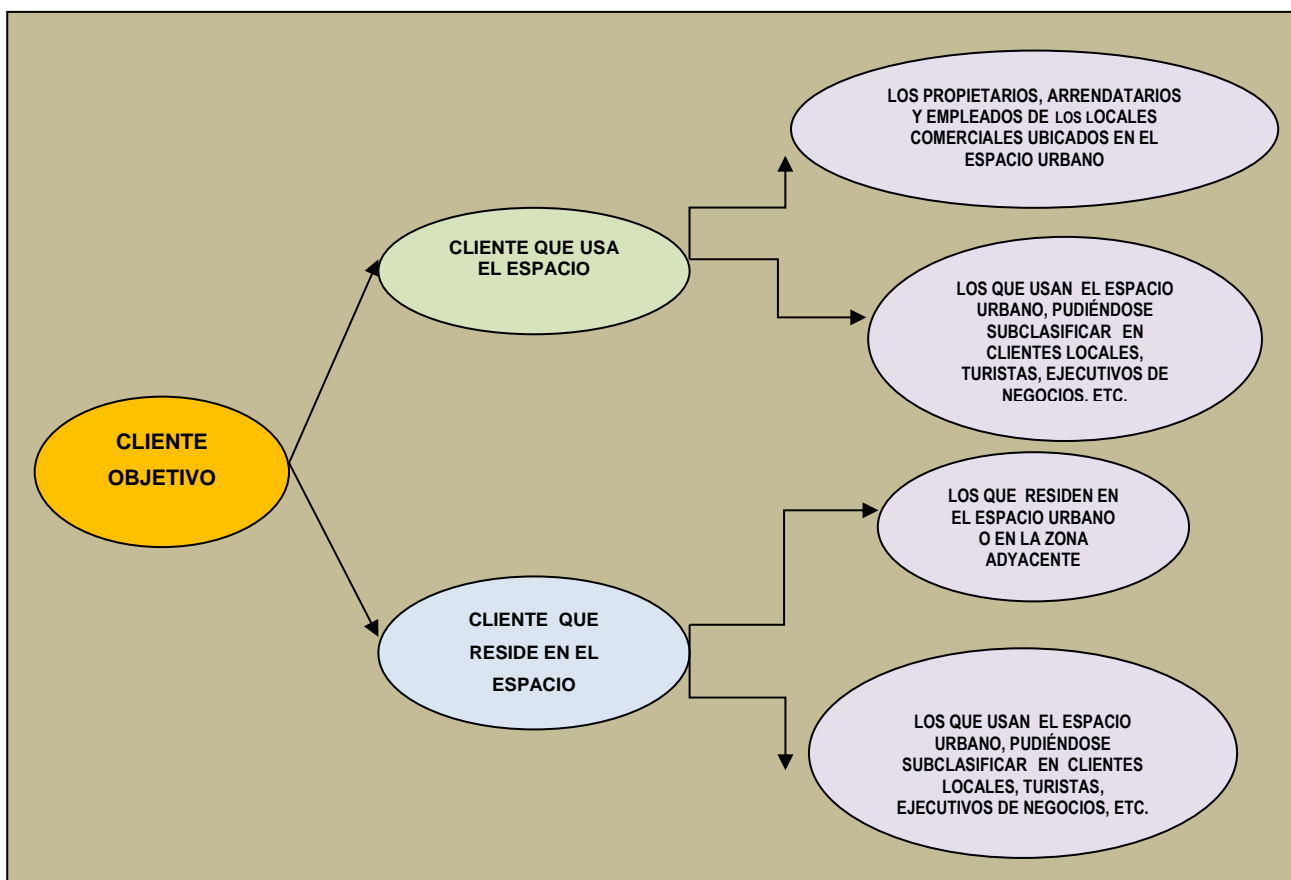 LOS PROPIETARIOS, ARRENDATARIOS
Y EMPLEADOS DE LOS LOCALES
COMERCIALES UBICADOS EN EL
ESPACIO URBANO
CLIENTE QUE USA
EL ESPACIO
LOS QUE USAN EL ESPACIO
URBANO, PUDIÉNDOSE
SUBCLASIFICAR EN
CLIENTES LOCALES,
TURISTAS, EJECUTIVOS DE
NEGOCIOS, ETC.
CLIENTE
OBJETIVO
LOS QUE RESIDEN EN
EL ESPACIO URBANO
O EN LA ZONA
ADYACENTE
CLIENTE QUE
RESIDE EN EL
ESPACIO
LOS QUE USAN EL ESPACIO
URBANO, PUDIÉNDOSE
SUBCLASIFICAR EN CLIENTES
LOCALES, TURISTAS,
EJECUTIVOS DE NEGOCIOS, ETC.